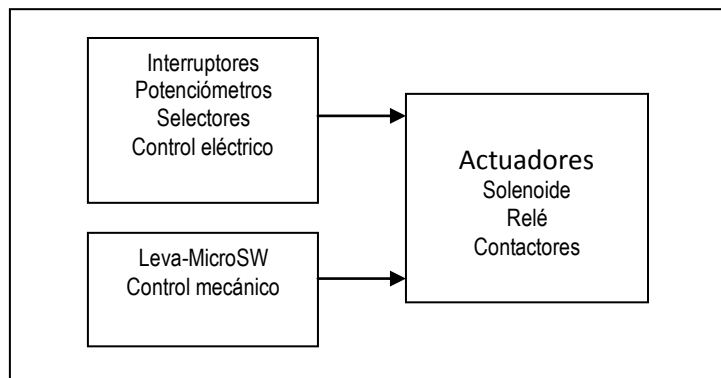 Interruptores
Potenciómetros
Selectores
Control eléctrico
Leva-MicroSW
Control mecánico
Actuadores
Solenoide
Relé
Contactores